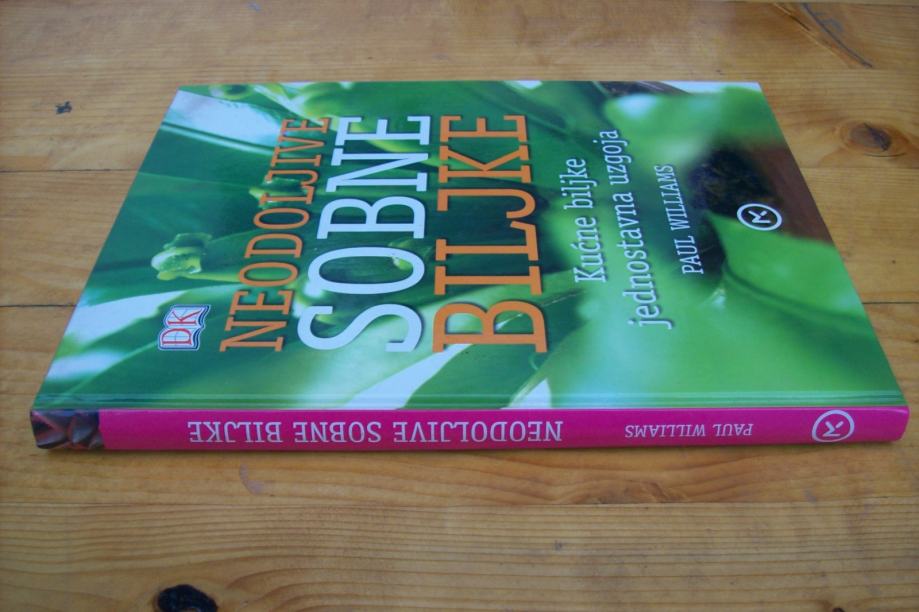 DK
NEODOLJIVE
SOBNE
BILJKE
Kućne biljke
jednostavna uzgoja
PAUL WILLIAMS
NEODOLJIVE SOBNE BILJKE
PAUL WILLIAMS